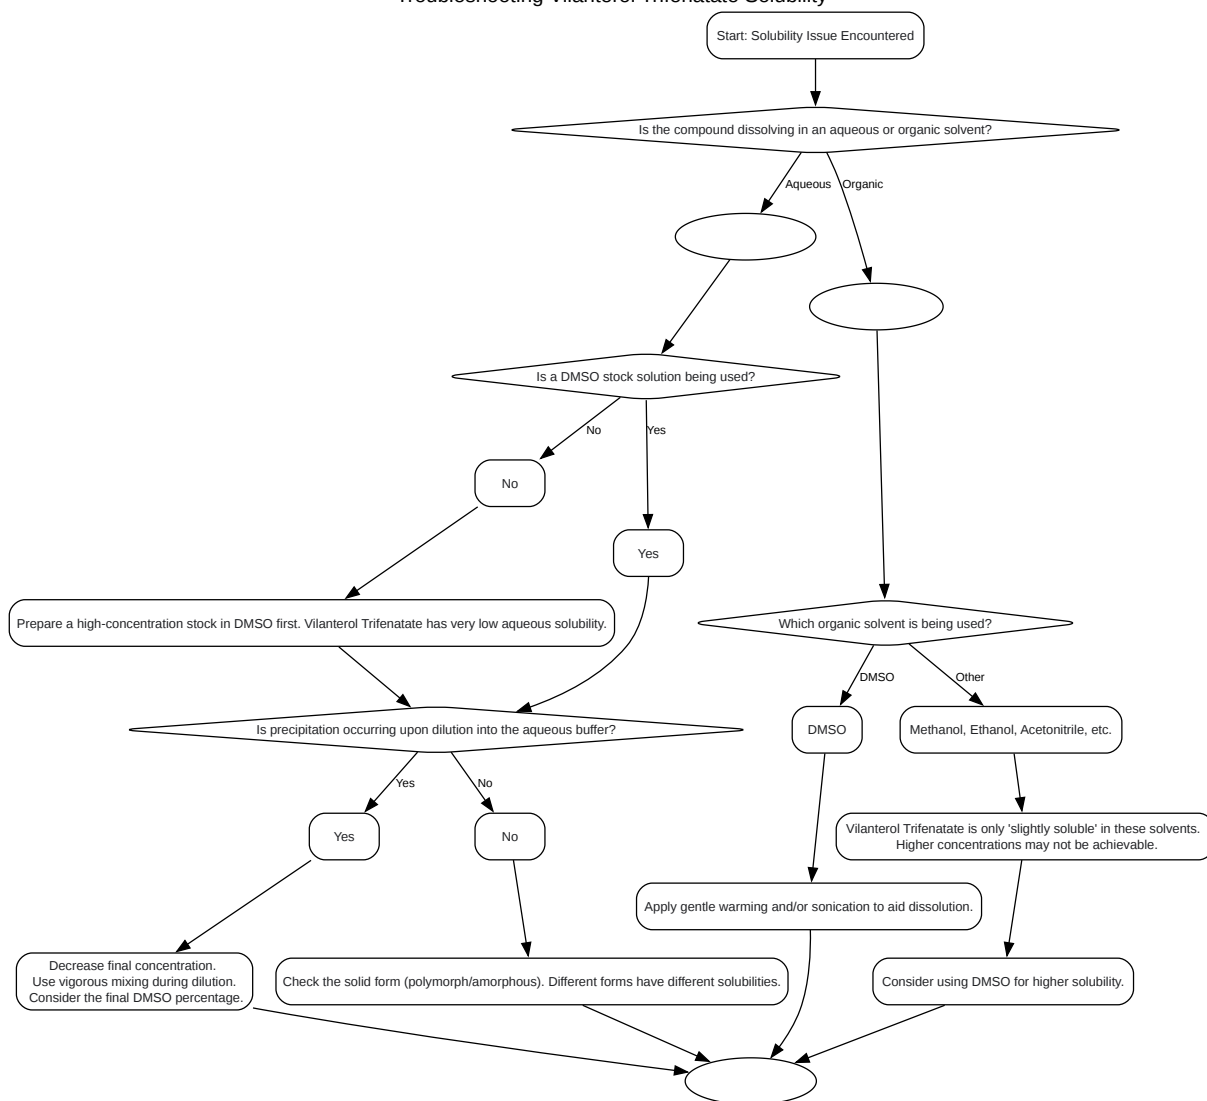 Troubleshooting Vilanterol Trifenatate Solubility
Start: Solubility Issue Encountered
Is the compound dissolving in an aqueous or organic solvent?
Aqueous
Organic
Is a DMSO stock solution being used?
No
Yes
No
Yes
Prepare a high-concentration stock in DMSO first. Vilanterol Trifenatate has very low aqueous solubility.
Which organic solvent is being used?
DMSO
Other
DMSO
Methanol, Ethanol, Acetonitrile, etc.
Is precipitation occurring upon dilution into the aqueous buffer?
Yes
No
Yes
No
Vilanterol Trifenatate is only 'slightly soluble' in these solvents.
Higher concentrations may not be achievable.
Apply gentle warming and/or sonication to aid dissolution.
Decrease final concentration.
Use vigorous mixing during dilution.
Consider the final DMSO percentage.
Check the solid form (polymorph/amorphous). Different forms have different solubilities.
Consider using DMSO for higher solubility.